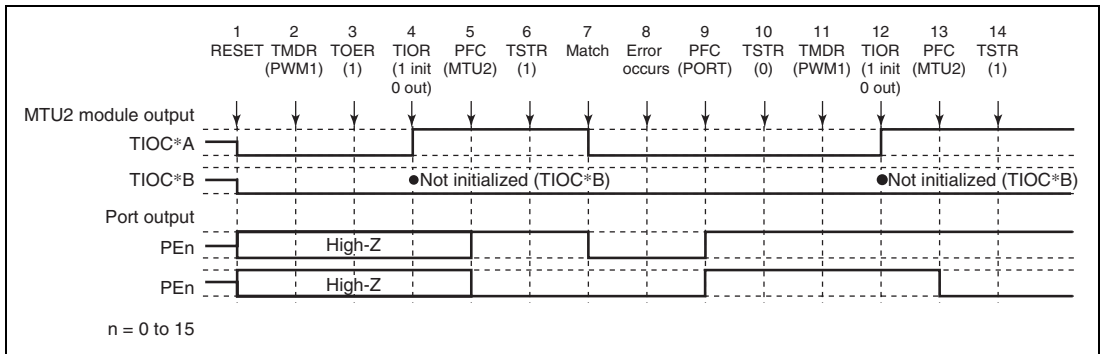 1 2 3 4 5 6 7 8 9 10 11 12 13 14
RESET TMDR TOER TIOR PFC TSTR Match Error PFC TSTR TMDR TIOR PFC TSTR
(PWM1) (1) (1 init (MTU2) (1) occurs (PORT) (0) (PWM1) (1 init (MTU2) (1)
0 out) 0 out)
MTU2 module output
TIOC*A
TIOC*B ●Not initialized (TIOC*B) ●Not initialized (TIOC*B)
Port output
PEn High-Z
PEn High-Z
n = 0 to 15